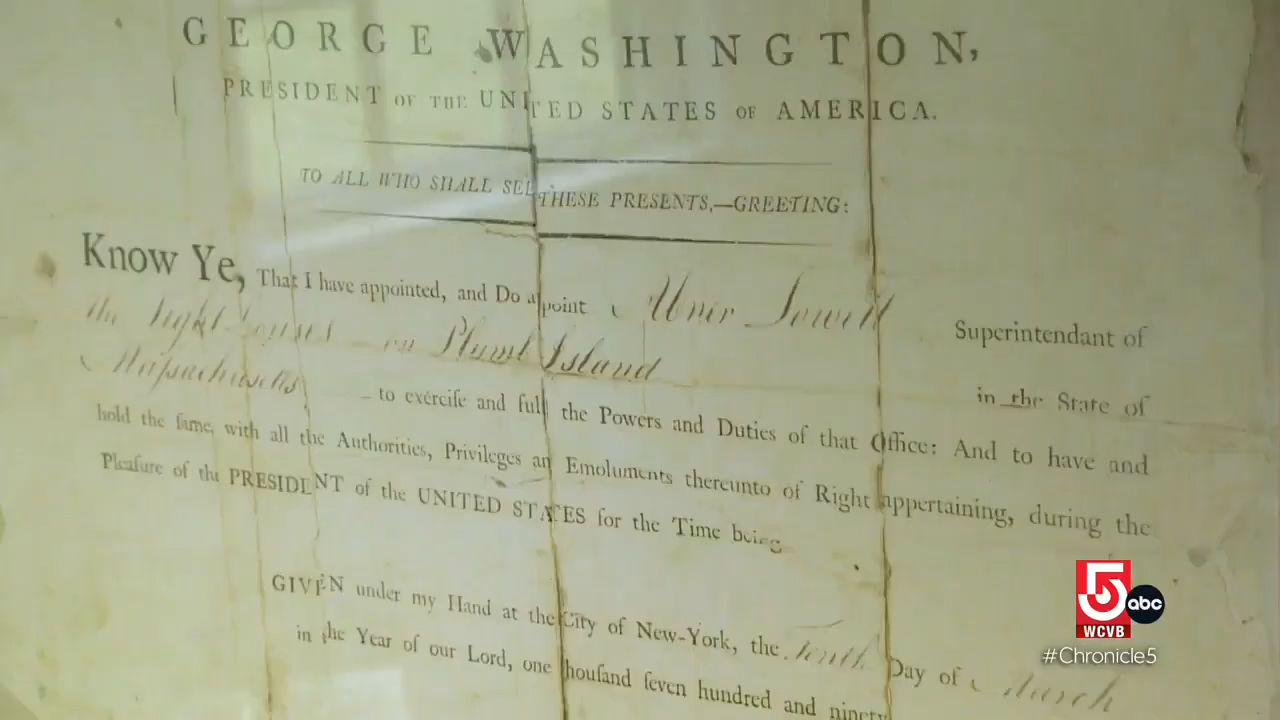 GEORGE WASHINGTON,
PRESIDENT OF THE UNITED STATES OF AMERICA.
TO ALL WHO SHALL SEE THESE PRESENTS,—GREETING:
Know Ye, That I have appointed, and Do appoint Abner Lowell Superintendant of
the light houses on Plumb Island in the State of
Maſsachusetts to exerciſe and fulfil the Powers and Duties of that Office: And to have and
hold the ſame, with all the Authorities, Privileges and Emoluments thereunto of Right appertaining, during the
Pleaſure of the PRESIDENT of the UNITED STATES for the Time being
GIVEN under my Hand at the City of New-York, the Tenth Day of March
in the Year of our Lord, one thouſand ſeven hundred and ninety
5 abc
WCVB
#Chronicle5